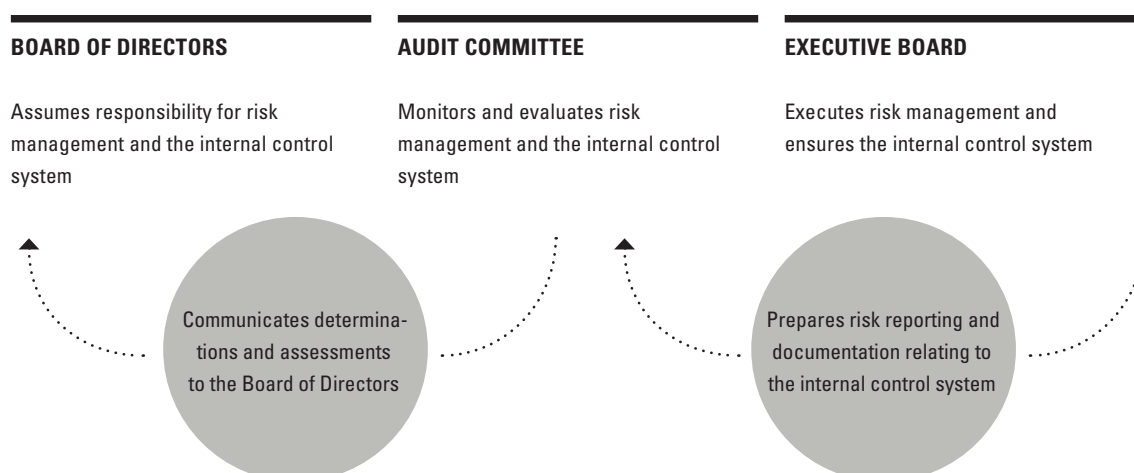 BOARD OF DIRECTORS
Assumes responsibility for risk
management and the internal control
system
AUDIT COMMITTEE
Monitors and evaluates risk
management and the internal control
system
EXECUTIVE BOARD
Executes risk management and
ensures the internal control system
Communicates determina-
tions and assessments
to the Board of Directors
Prepares risk reporting and
documentation relating to
the internal control system